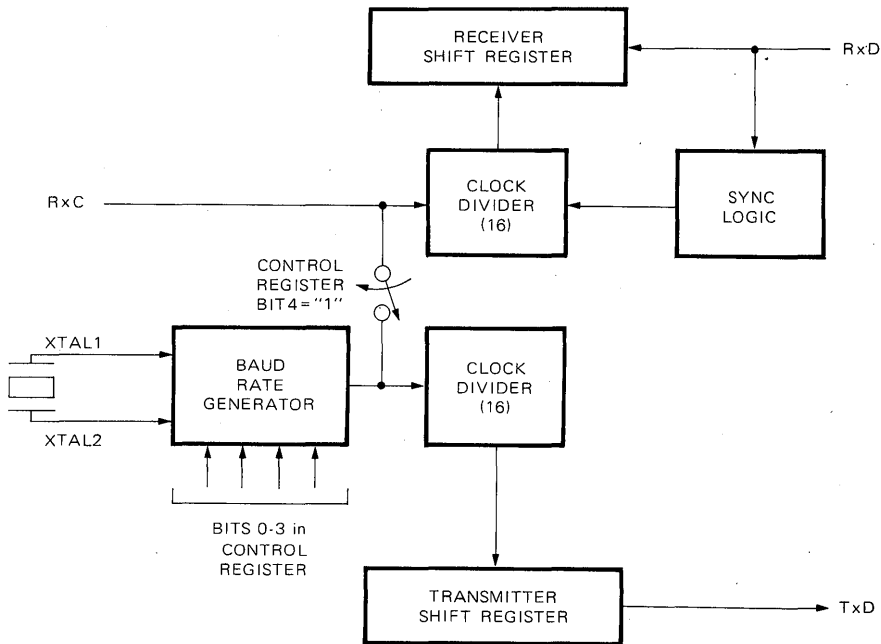 RECEIVER
SHIFT REGISTER
RxD
RxC
CLOCK
DIVIDER
(16)
SYNC
LOGIC
CONTROL
REGISTER
BIT4="1"
XTAL1
XTAL2
BAUD
RATE
GENERATOR
CLOCK
DIVIDER
(16)
BITS 0-3 in
CONTROL
REGISTER
TRANSMITTER
SHIFT REGISTER
TxD